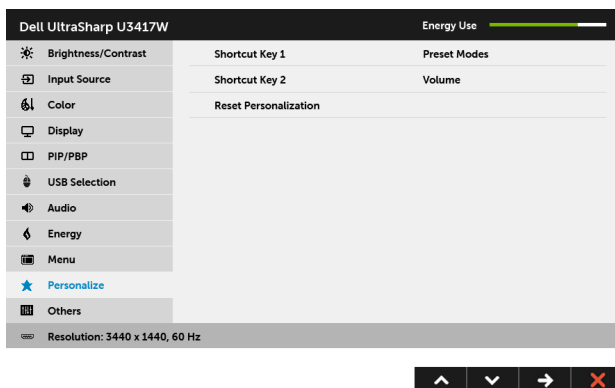 Dell UltraSharp U3417W Energy Use
Brightness/Contrast Shortcut Key 1 Preset Modes
Input Source Shortcut Key 2 Volume
Color Reset Personalization
Display
PIP/PBP
USB Selection
Audio
Energy
Menu
Personalize
Others
Resolution: 3440 x 1440, 60 Hz